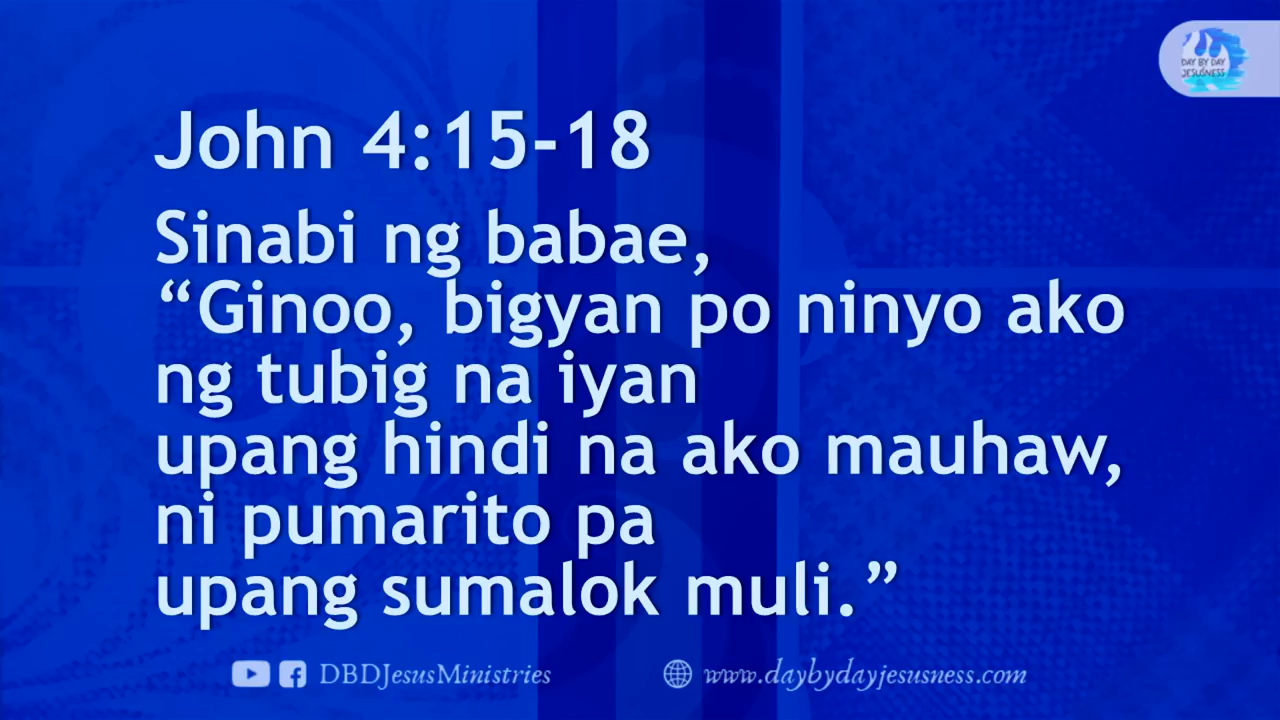 DAY BY DAY
JESUSNESS
John 4:15-18
Sinabi ng babae,
“Ginoo, bigyan po ninyo ako
ng tubig na iyan
upang hindi na ako mauhaw,
ni pumarito pa
upang sumalok muli.”
DBDJesusMinistries
www.daybydayjesusness.com